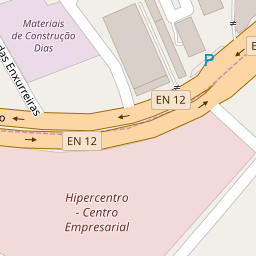 Materiais
de Construção
Dias
das Enxurreiras
P
E
EN 12
o
EN 12
Hipercentro
- Centro
Empresarial